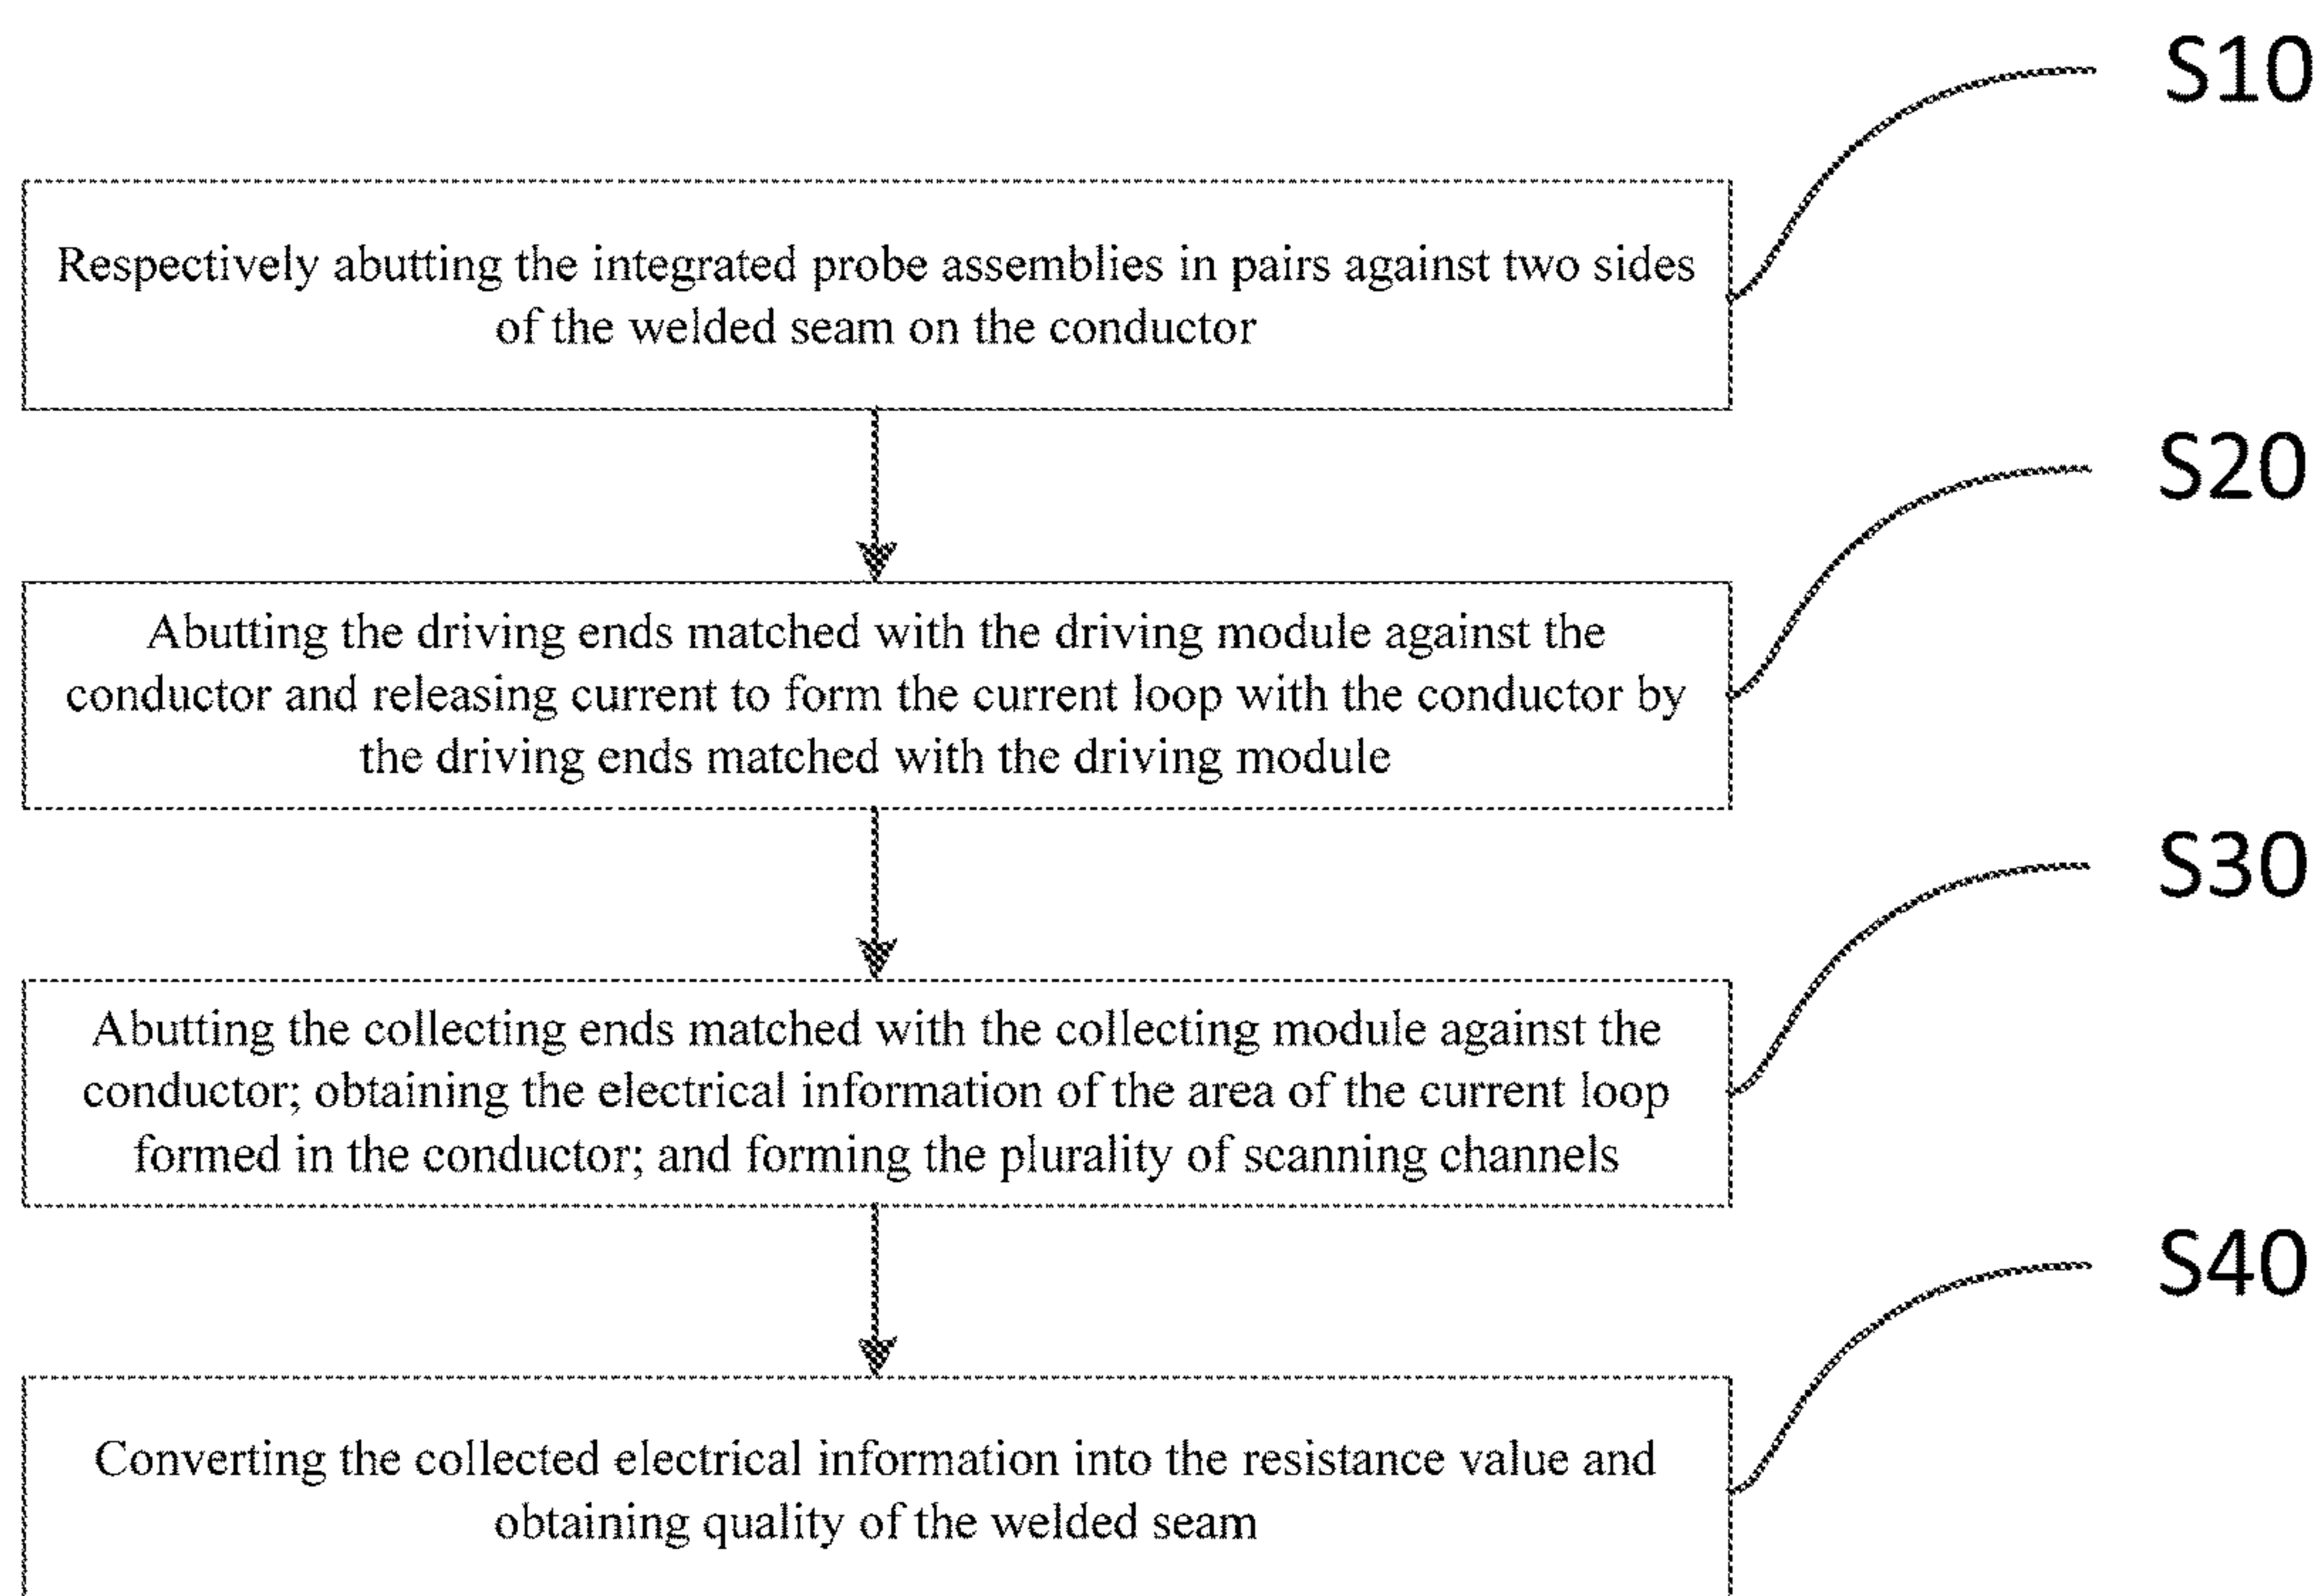 S10
Respectively abutting the integrated probe assemblies in pairs against two sides
of the welded seam on the conductor
S20
Abutting the driving ends matched with the driving module against the
conductor and releasing current to form the current loop with the conductor by
the driving ends matched with the driving module
S30
Abutting the collecting ends matched with the collecting module against the
conductor; obtaining the electrical information of the area of the current loop
formed in the conductor; and forming the plurality of scanning channels
S40
Converting the collected electrical information into the resistance value and
obtaining quality of the welded seam